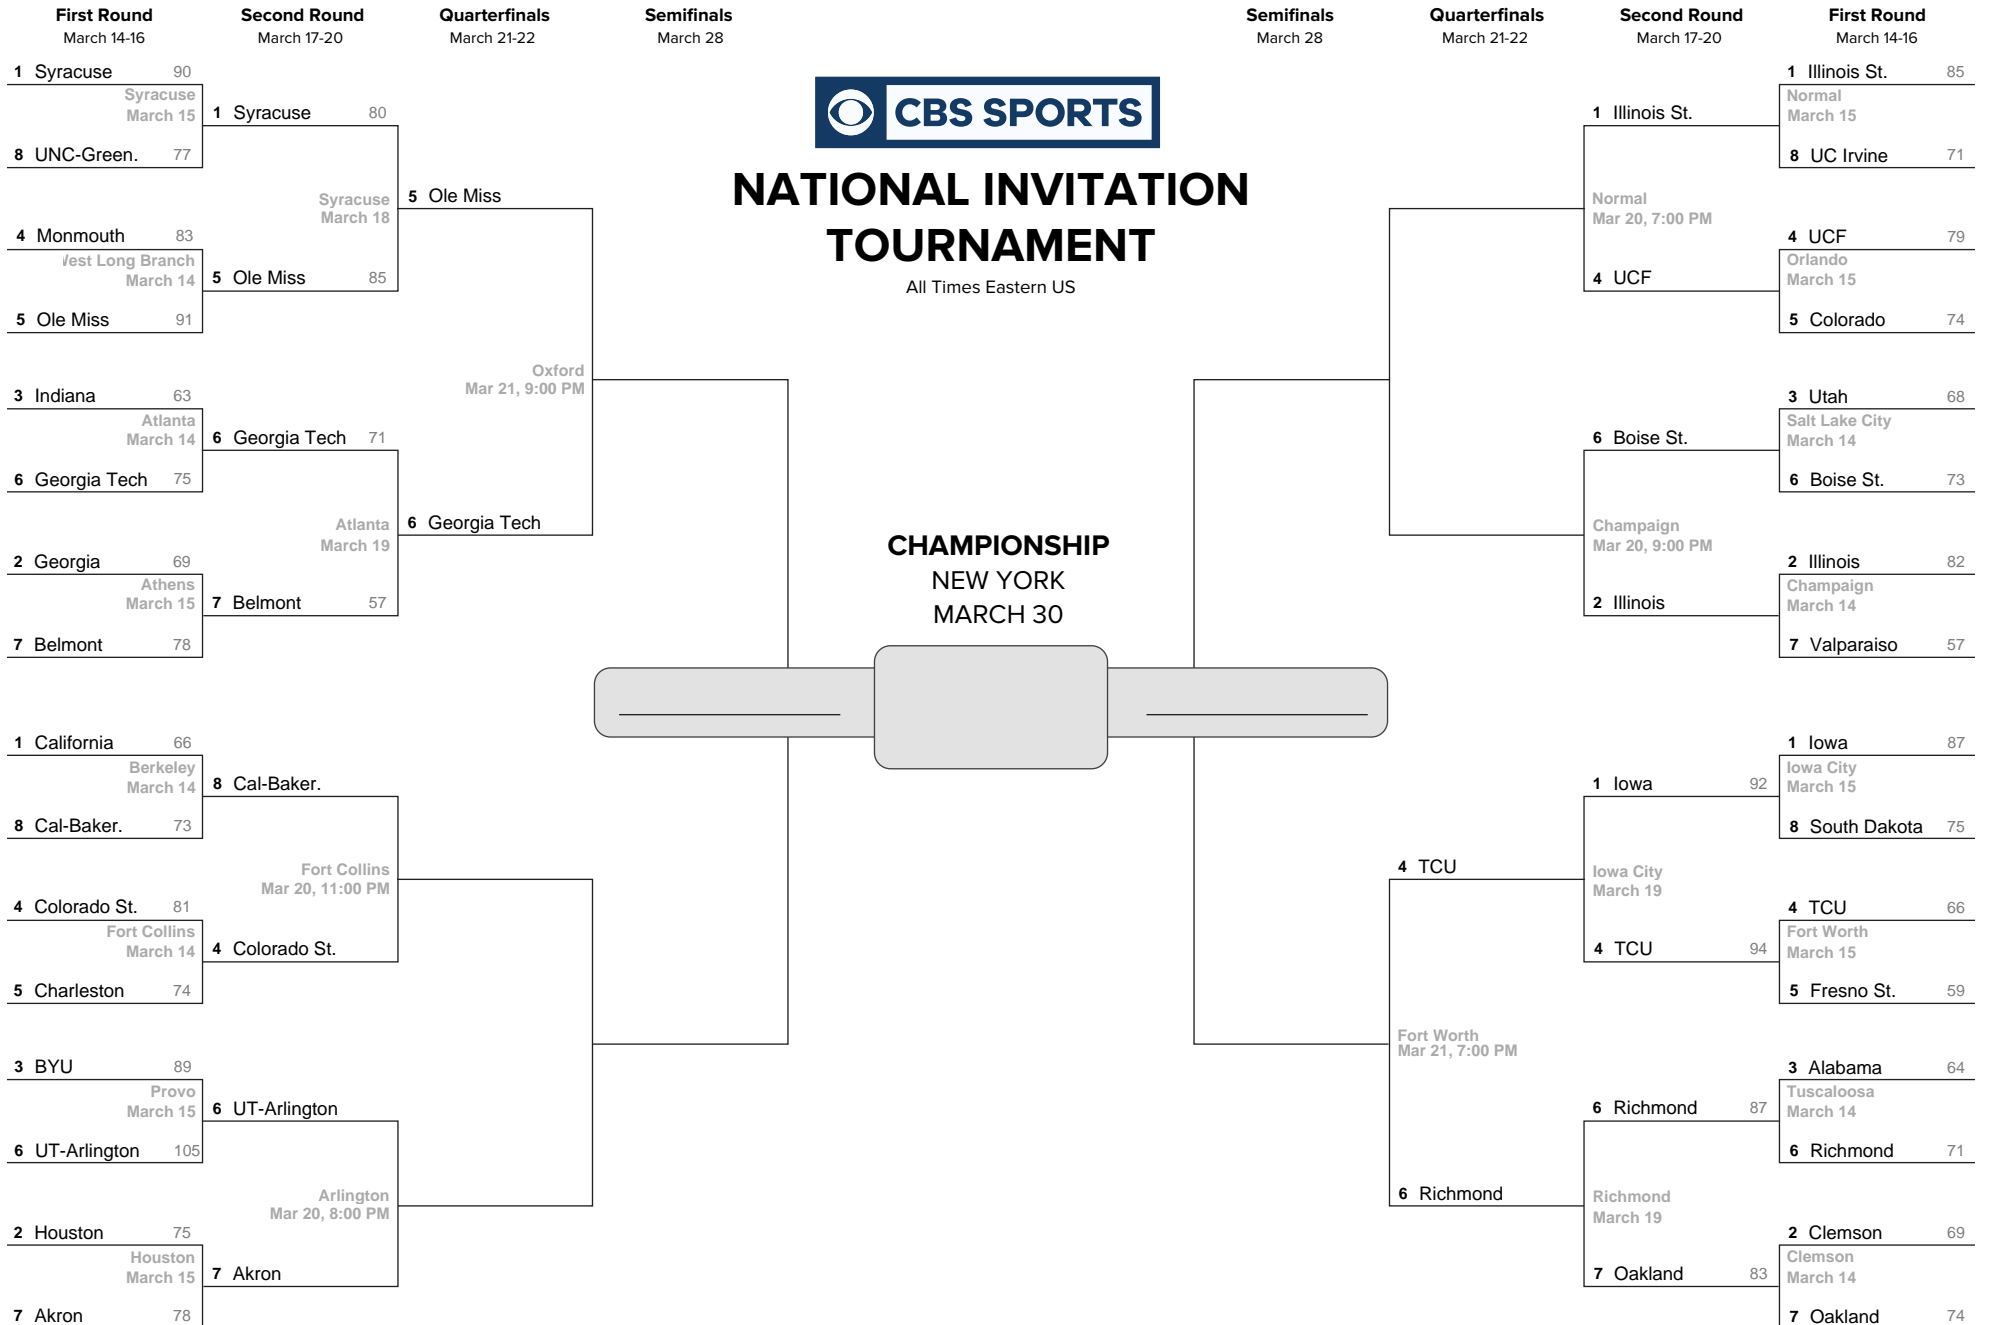 First Round
March 14-16
Second Round
March 17-20
Quarterfinals
March 21-22
Semifinals
March 28
Semifinals
March 28
Quarterfinals
March 21-22
Second Round
March 17-20
First Round
March 14-16
CBS SPORTS
NATIONAL INVITATION
TOURNAMENT
All Times Eastern US
1 Syracuse 90
Syracuse
March 15
8 UNC-Green. 77
4 Monmouth 83
West Long Branch
March 14
5 Ole Miss 91
3 Indiana 63
Atlanta
March 14
6 Georgia Tech 75
2 Georgia 69
Athens
March 15
7 Belmont 78
1 California 66
Berkeley
March 14
8 Cal-Baker. 73
4 Colorado St. 81
Fort Collins
March 14
5 Charleston 74
3 BYU 89
Provo
March 15
6 UT-Arlington 105
2 Houston 75
Houston
March 15
7 Akron 78
1 Syracuse 80
Syracuse
March 18
5 Ole Miss 85
6 Georgia Tech 71
Atlanta
March 19
7 Belmont 57
8 Cal-Baker.
Fort Collins
Mar 20, 11:00 PM
4 Colorado St.
6 UT-Arlington
Arlington
Mar 20, 8:00 PM
7 Akron
5 Ole Miss
Oxford
Mar 21, 9:00 PM
6 Georgia Tech
CHAMPIONSHIP
NEW YORK
MARCH 30
4 TCU
Fort Worth
Mar 21, 7:00 PM
6 Richmond
1 Illinois St.
Normal
Mar 20, 7:00 PM
4 UCF
6 Boise St.
Champaign
Mar 20, 9:00 PM
2 Illinois
1 Iowa 92
Iowa City
March 19
4 TCU 94
6 Richmond 87
Richmond
March 19
7 Oakland 83
1 Illinois St. 85
Normal
March 15
8 UC Irvine 71
4 UCF 79
Orlando
March 15
5 Colorado 74
3 Utah 68
Salt Lake City
March 14
6 Boise St. 73
2 Illinois 82
Champaign
March 14
7 Valparaiso 57
1 Iowa 87
Iowa City
March 15
8 South Dakota 75
4 TCU 66
Fort Worth
March 15
5 Fresno St. 59
3 Alabama 64
Tuscaloosa
March 14
6 Richmond 71
2 Clemson 69
Clemson
March 14
7 Oakland 74